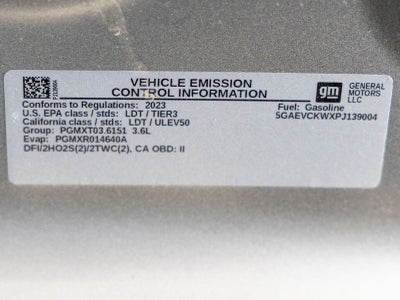 VEHICLE EMISSION
CONTROL INFORMATION
gm
GENERAL
MOTORS
LLC
Conforms to Regulations: 2023
Fuel: Gasoline
U.S. EPA class / stds: LDT / TIER3
5GAEVCKWXPJ139004
California class / stds: LDT / ULEV50
Group: PGMXT03.6151 3.6L
Evap: PGMXR014640A
DFI/2HO2S(2)/2TWC(2), CA OBD: II